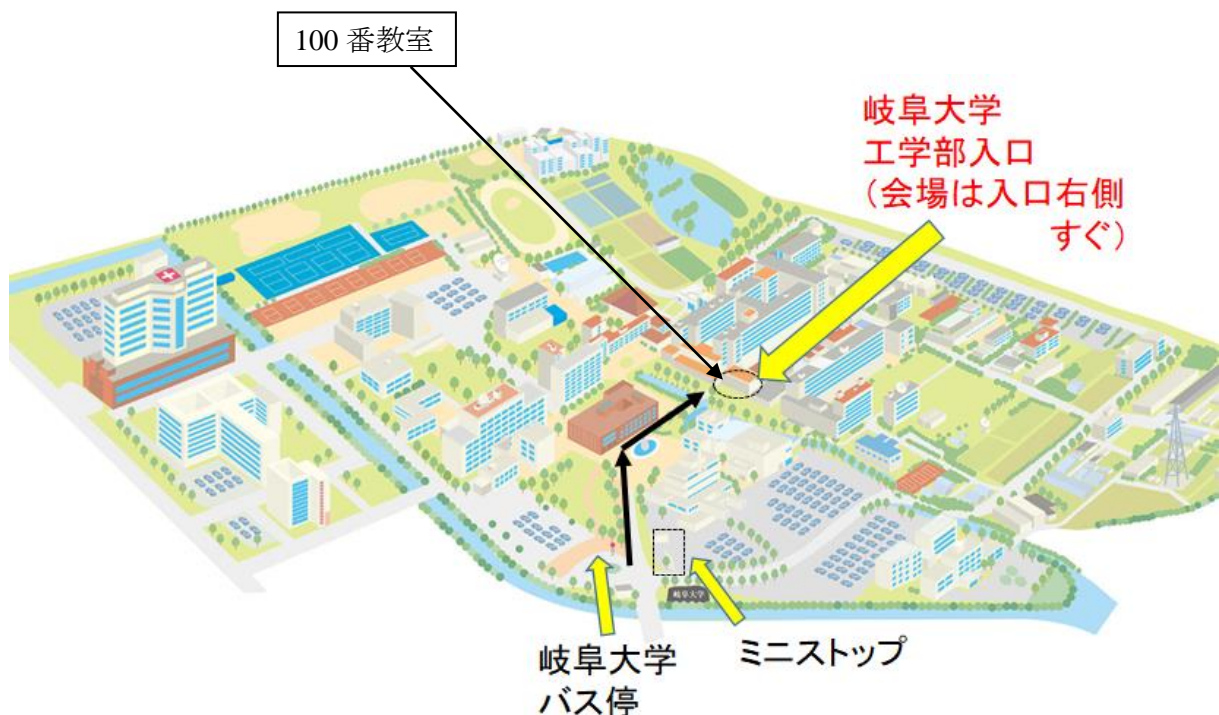 100 番教室
岐阜大学
工学部入口
(会場は入口右側
すぐ)
岐阜大学
岐阜大学
バス停
ミニストップ